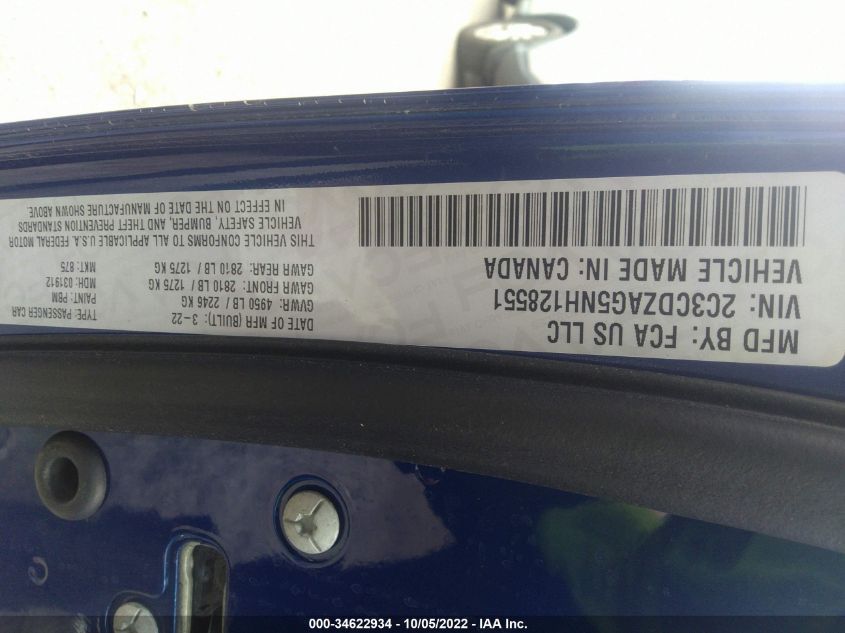 MFD BY: FCA US LLC
VIN: 2C3CDZAG5NH128551
VEHICLE MADE IN: CANADA
DATE OF MFR (BUILT): 3-22
GVWR: 4950 LB / 2246 KG
GAWR FRONT: 2810 LB / 1275 KG
GAWR REAR: 2810 LB / 1275 KG
TYPE: PASSENGER CAR
PAINT: PBM
MDH: 031912
MKT: 875
THIS VEHICLE CONFORMS TO ALL APPLICABLE U.S.A. FEDERAL MOTOR
VEHICLE SAFETY, BUMPER, AND THEFT PREVENTION STANDARDS
IN EFFECT ON THE DATE OF MANUFACTURE SHOWN ABOVE.
000-34622934 - 10/05/2022 - IAA Inc.